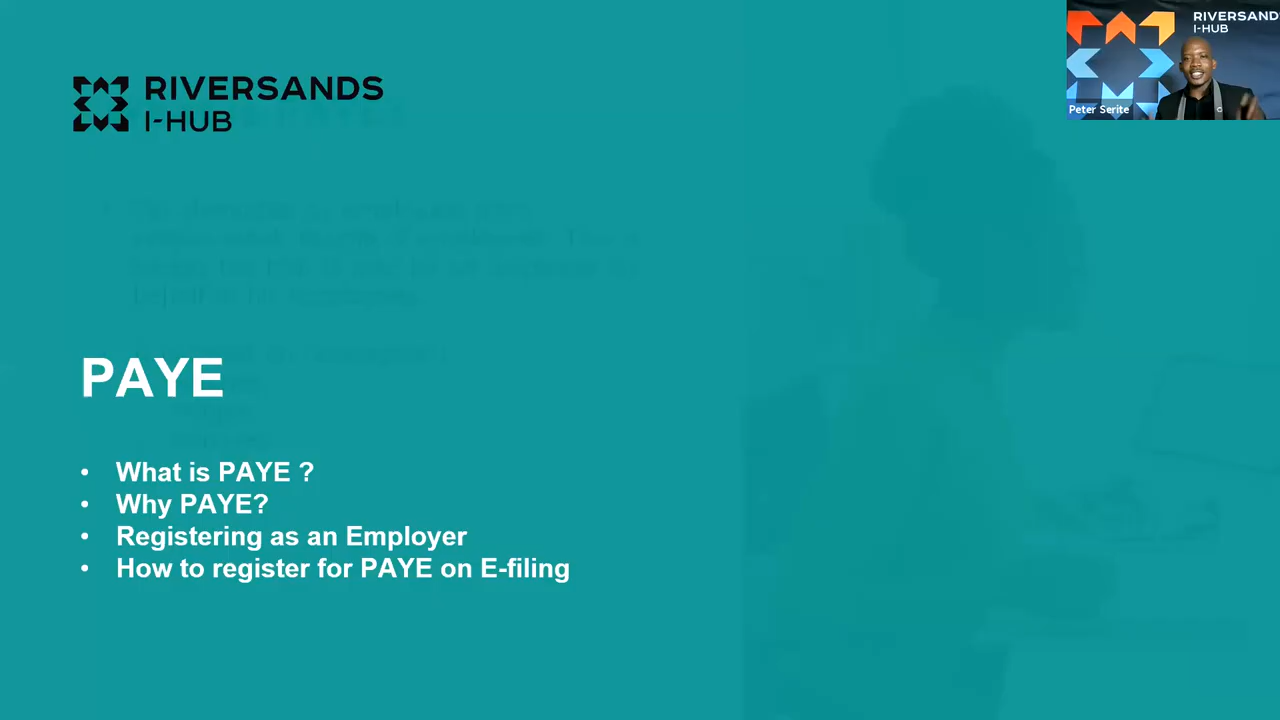 RIVERSANDS
I-HUB
RIVERSAND
I-HUB
Peter Serite
PAYE
• What is PAYE ?
• Why PAYE?
• Registering as an Employer
• How to register for PAYE on E-filing